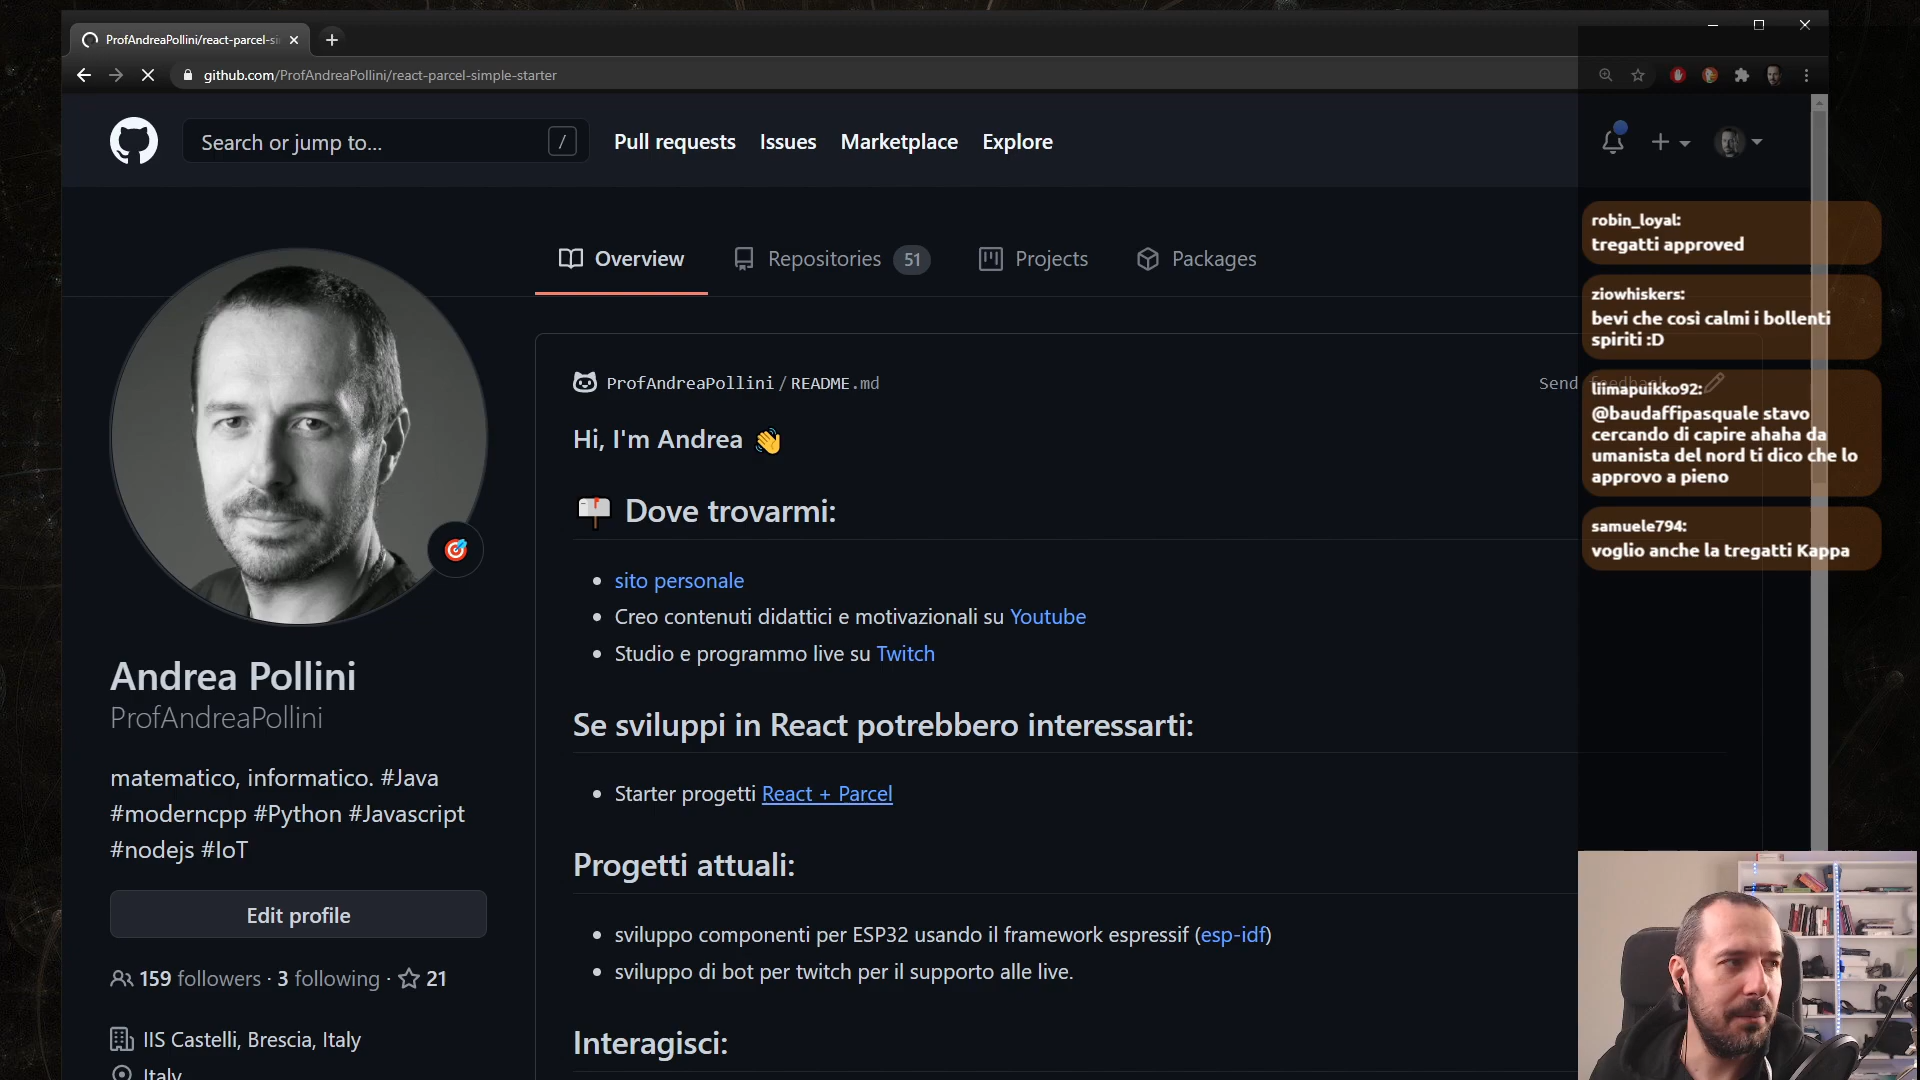 ProfAndreaPollini/react-parcel-si
github.com/ProfAndreaPollini/react-parcel-simple-starter
Search or jump to...
/
Pull requests
Issues
Marketplace
Explore
Overview
Repositories 51
Projects
Packages
ProfAndreaPollini/README.md
Send feedback
Hi, I'm Andrea 👋
📬 Dove trovarmi:
sito personale
Creo contenuti didattici e motivazionali su Youtube
Studio e programmo live su Twitch
Se sviluppi in React potrebbero interessarti:
Starter progetti React + Parcel
Progetti attuali:
sviluppo componenti per ESP32 usando il framework espressif (esp-idf)
sviluppo di bot per twitch per il supporto alle live.
Interagisci:
Andrea Pollini
ProfAndreaPollini
matematico, informatico. #Java
#moderncpp #Python #Javascript
#nodejs #IoT
Edit profile
159 followers · 3 following · 21
IIS Castelli, Brescia, Italy
Italy
robin_loyal:
tregatti approved
ziowhiskers:
bevi che così calmi i bollenti
spiriti :D
liimapuikko92:
@baudaffipasquale stavo
cercando di capire ahaha da
umanista del nord ti dico che lo
approvo a pieno
samuele794:
voglio anche la tregatti Kappa